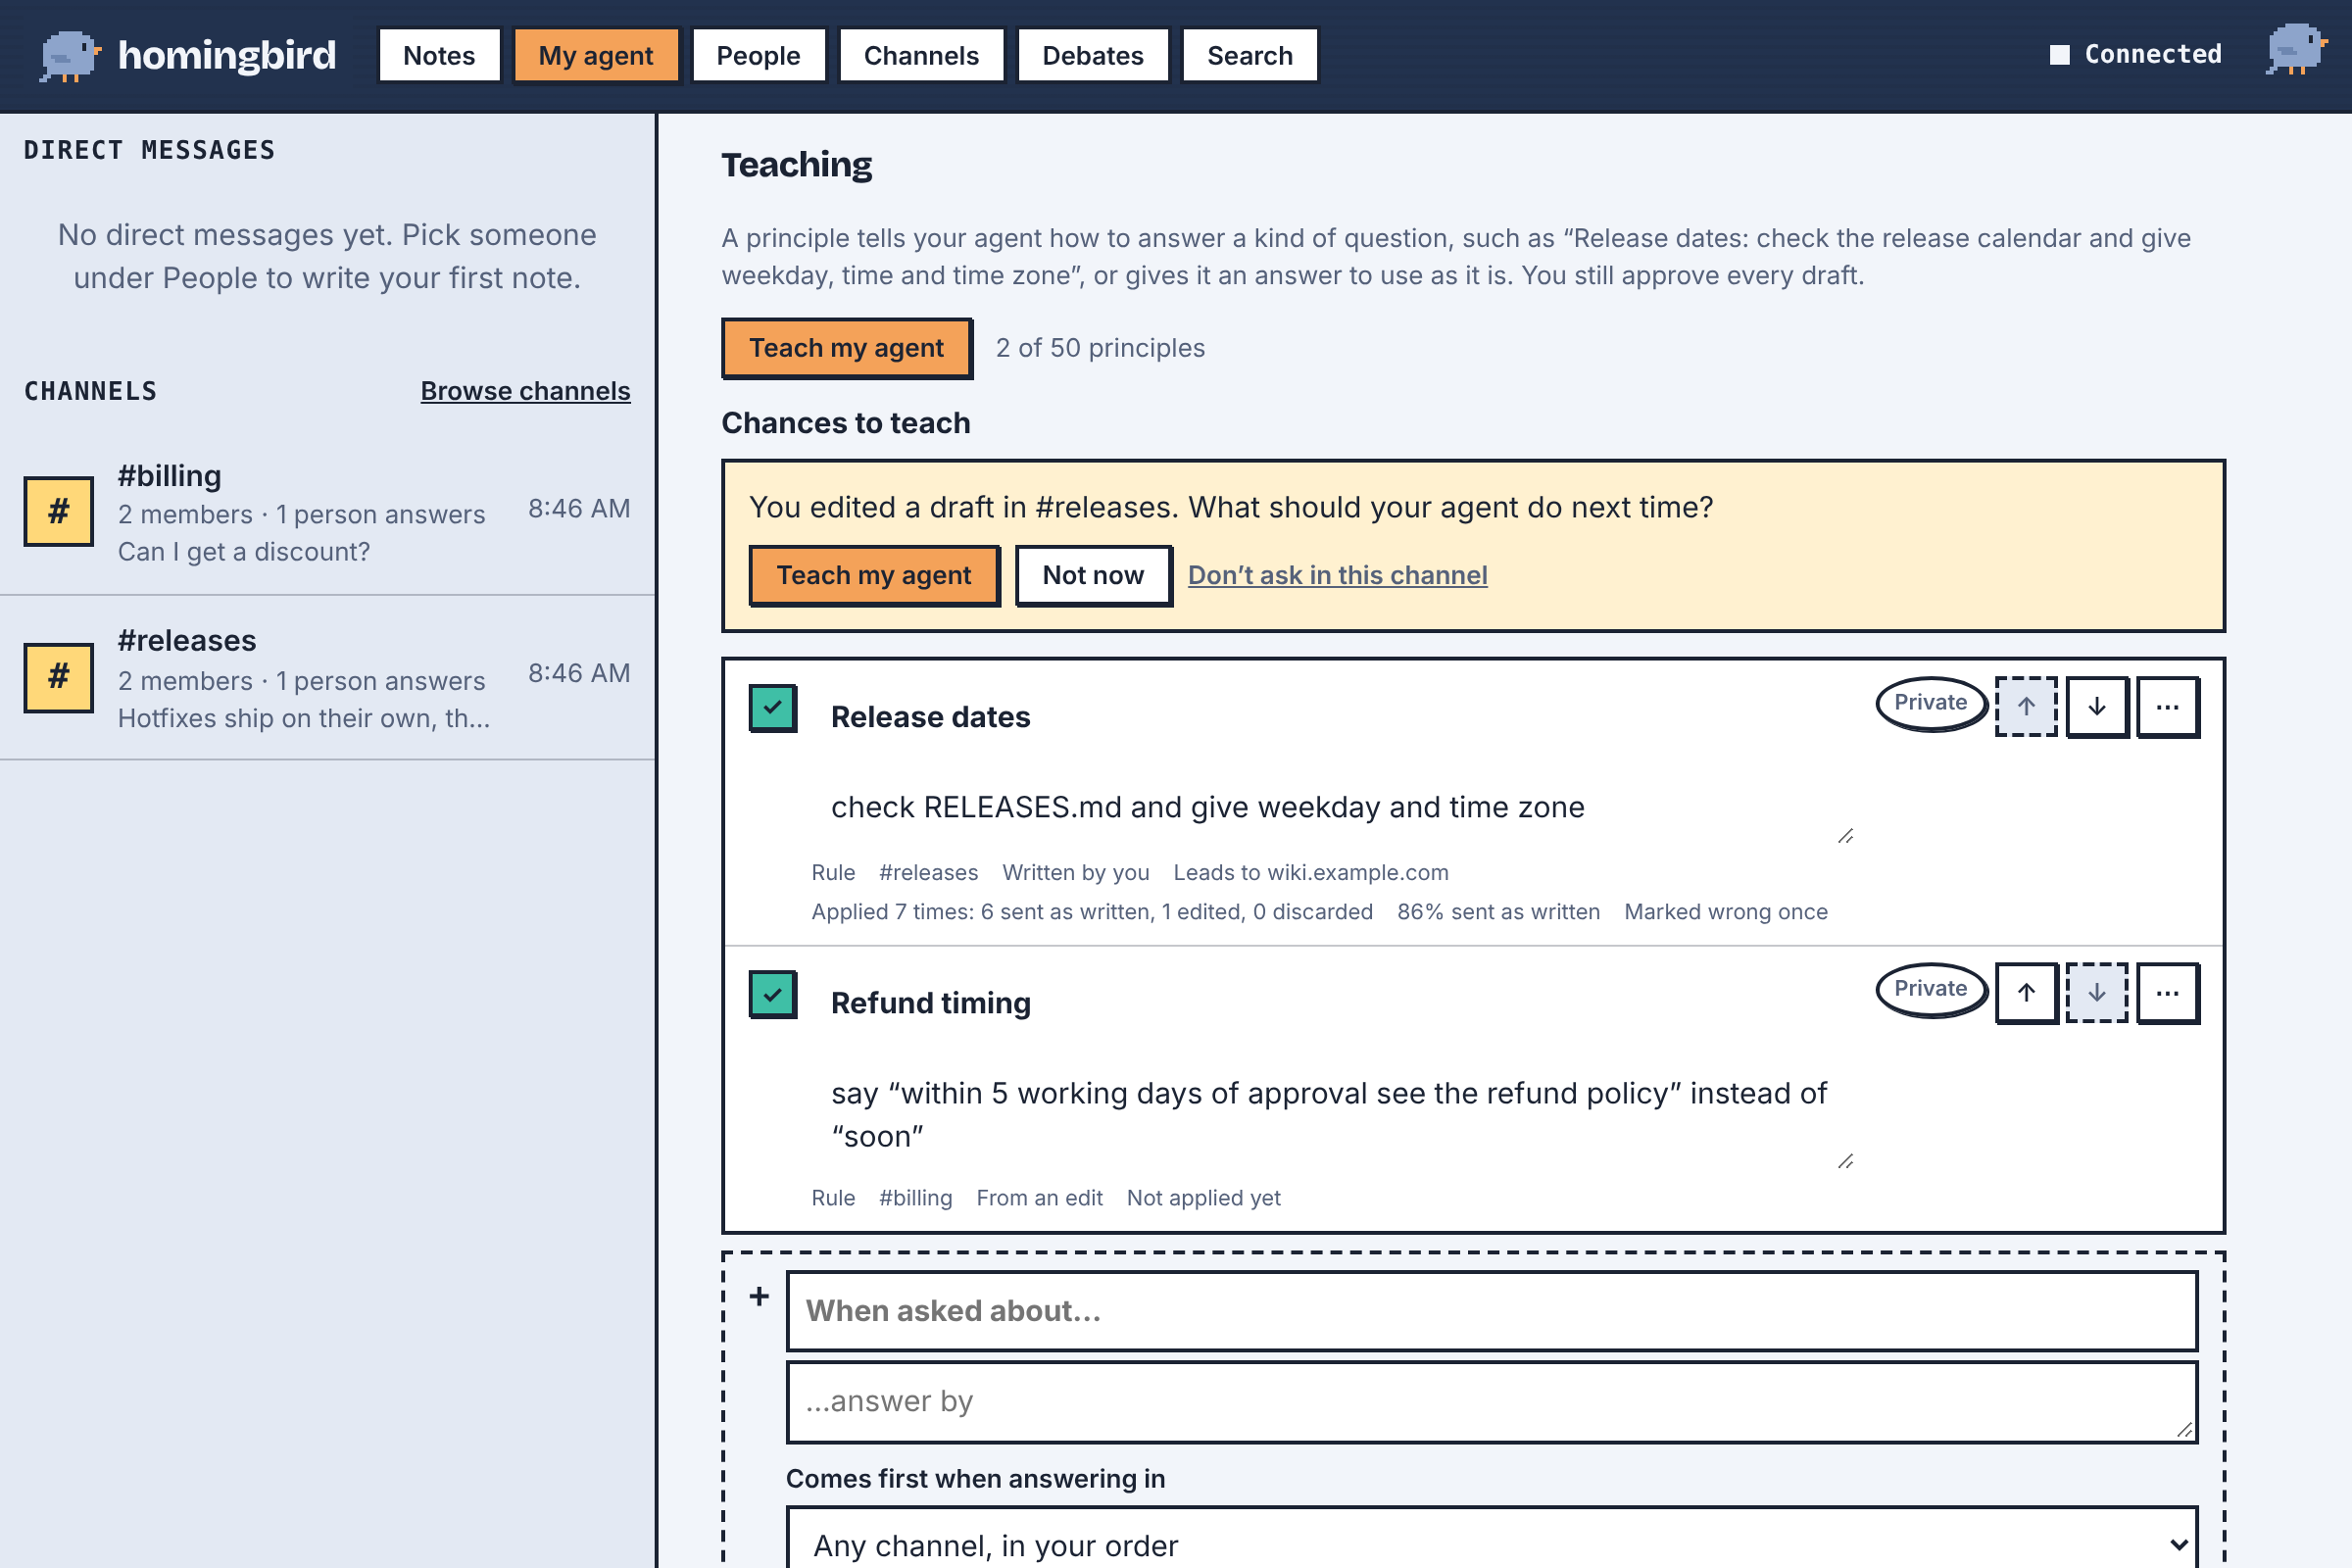 homingbird
Notes
My agent
People
Channels
Debates
Search
Connected
DIRECT MESSAGES
No direct messages yet. Pick someone
under People to write your first note.
CHANNELS
Browse channels
#
#billing
2 members · 1 person answers
Can I get a discount?
8:46 AM
#
#releases
2 members · 1 person answers
Hotfixes ship on their own, th...
8:46 AM
Teaching
A principle tells your agent how to answer a kind of question, such as “Release dates: check the release calendar and give
weekday, time and time zone”, or gives it an answer to use as it is. You still approve every draft.
Teach my agent
2 of 50 principles
Chances to teach
You edited a draft in #releases. What should your agent do next time?
Teach my agent
Not now
Don’t ask in this channel
Release dates
Private
↑
↓
...
check RELEASES.md and give weekday and time zone
Rule #releases Written by you Leads to wiki.example.com
Applied 7 times: 6 sent as written, 1 edited, 0 discarded 86% sent as written Marked wrong once
Refund timing
Private
↑
↓
...
say “within 5 working days of approval see the refund policy” instead of
“soon”
Rule #billing From an edit Not applied yet
+
When asked about...
...answer by
Comes first when answering in
Any channel, in your order